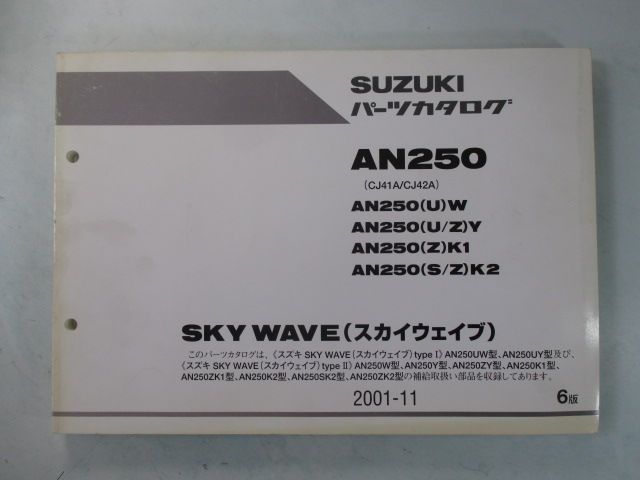 SUZUKI
パーツカタログ
AN250
(CJ41A/CJ42A)
AN250(U)W
AN250(U/Z)Y
AN250(Z)K1
AN250(S/Z)K2
SKY WAVE(スカイウェイブ)
このパーツカタログは、《スズキ SKY WAVE(スカイウェイブ) type I》AN250UW型、AN250UY型及び、
《スズキ SKY WAVE(スカイウェイブ) type II》AN250W型、AN250Y型、AN250ZY型、AN250K1型、
AN250ZK1型、AN250K2型、AN250SK2型、AN250ZK2型の補給取扱い部品を収録してあります。
2001-11 6版